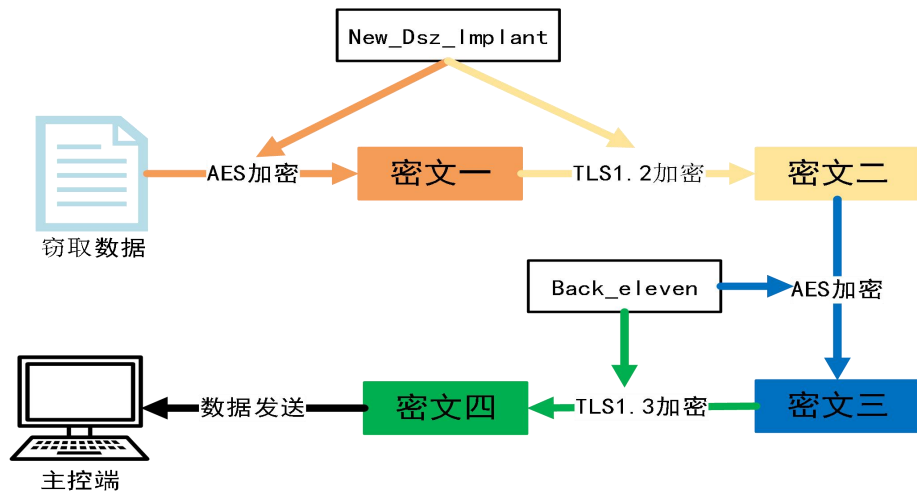 New_Dsz_Implant
AES加密
密文一
TLS1.2加密
密文二
窃取数据
Back_eleven
AES加密
主控端
数据发送
密文四
TLS1.3加密
密文三